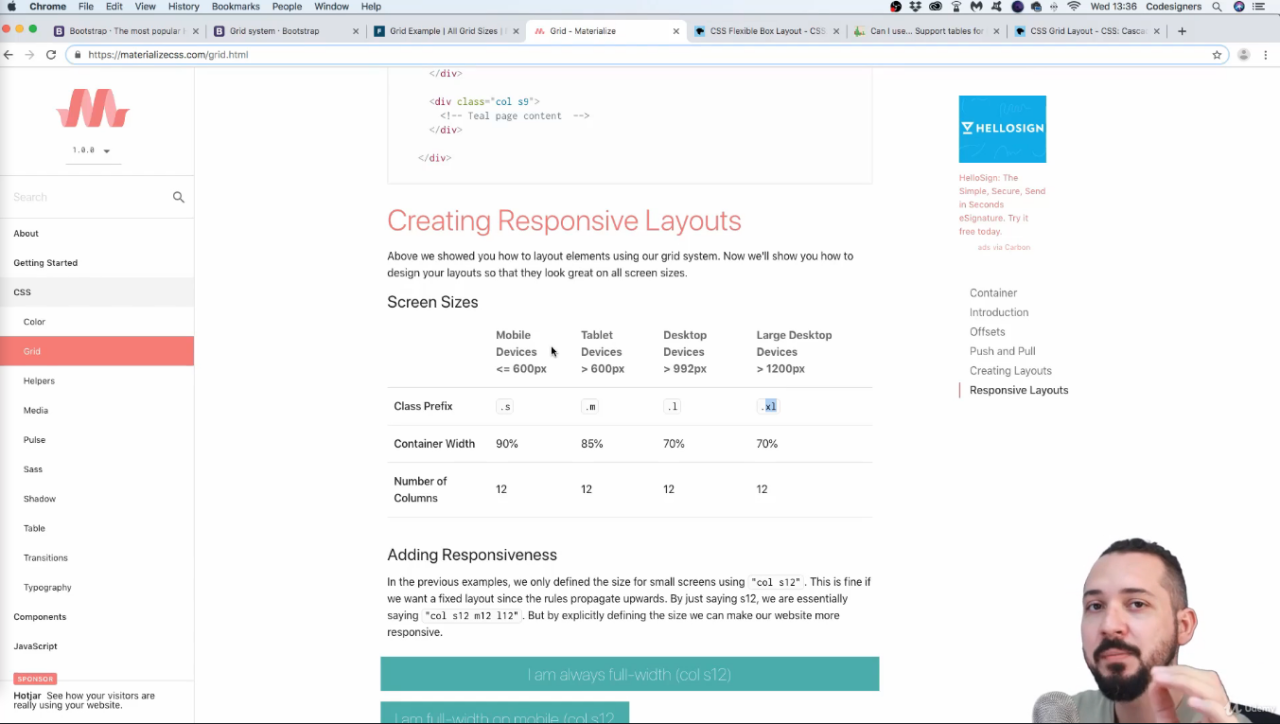 Chrome File Edit View History Bookmarks People Window Help
Wed 13:36 Codesigners
Bootstrap · The most popular
Grid system · Bootstrap
Grid Example | All Grid Sizes |
Grid - Materialize
CSS Flexible Box Layout - CSS:
Can I use... Support tables for
CSS Grid Layout - CSS: Casca
https://materializecss.com/grid.html
1.0.0
Search
About
Getting Started
CSS
Color
Grid
Helpers
Media
Pulse
Sass
Shadow
Table
Transitions
Typography
Components
JavaScript
SPONSOR
Hotjar See how your visitors are
really using your website.
</div>
<div class="col s9">
<!-- Teal page content -->
</div>
</div>
Creating Responsive Layouts
Above we showed you how to layout elements using our grid system. Now we'll show you how to
design your layouts so that they look great on all screen sizes.
Screen Sizes
Mobile Devices <= 600px
Tablet Devices > 600px
Desktop Devices > 992px
Large Desktop Devices > 1200px
Class Prefix .s .m .l .xl
Container Width 90% 85% 70% 70%
Number of Columns 12 12 12 12
Adding Responsiveness
In the previous examples, we only defined the size for small screens using "col s12". This is fine if
we want a fixed layout since the rules propagate upwards. By just saying s12, we are essentially
saying "col s12 m12 l12". But by explicitly defining the size we can make our website more
responsive.
I am always full-width (col s12)
I am full-width on mobile (col s12
HELLOSIGN
HelloSign: The
Simple, Secure, Send
in Seconds
eSignature. Try it
free today.
ads via Carbon
Container
Introduction
Offsets
Push and Pull
Creating Layouts
Responsive Layouts